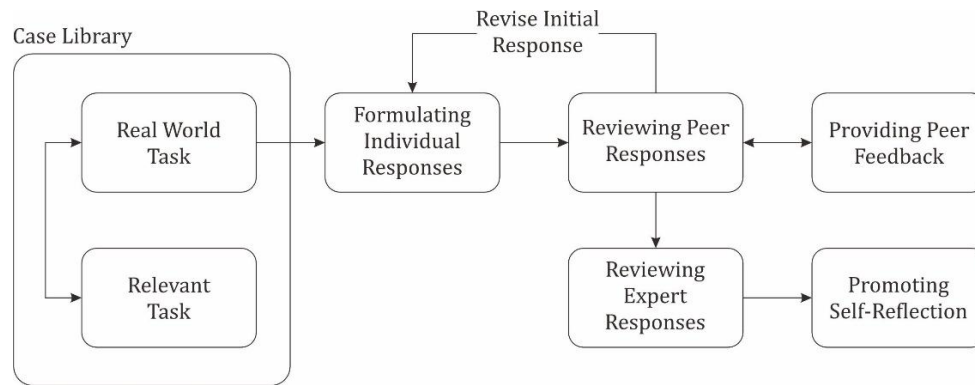 Case Library
Revise Initial
Response
Real World
Task
Formulating
Individual
Responses
Reviewing Peer
Responses
Providing Peer
Feedback
Relevant
Task
Reviewing
Expert
Responses
Promoting
Self-Reflection